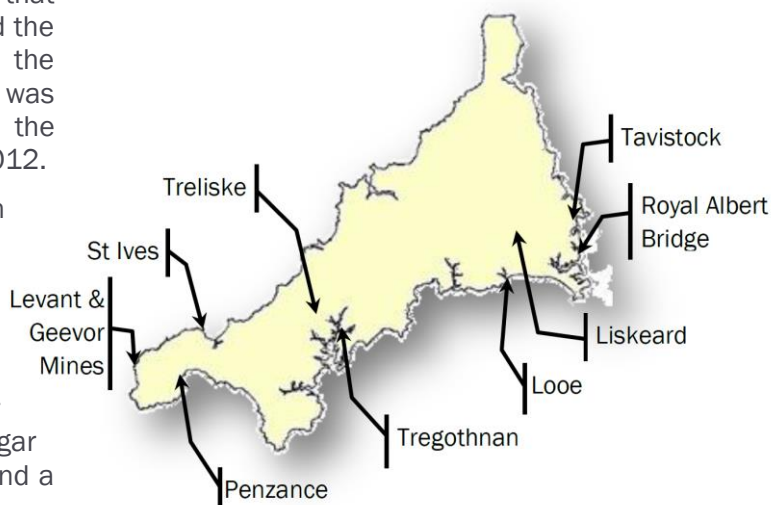 that
d the
the
was
the
012.
n
gar
nd a
Treliske
St Ives
Levant &
Geevor
Mines
Penzance
Tregothnan
Looe
Liskeard
Royal Albert
Bridge
Tavistock